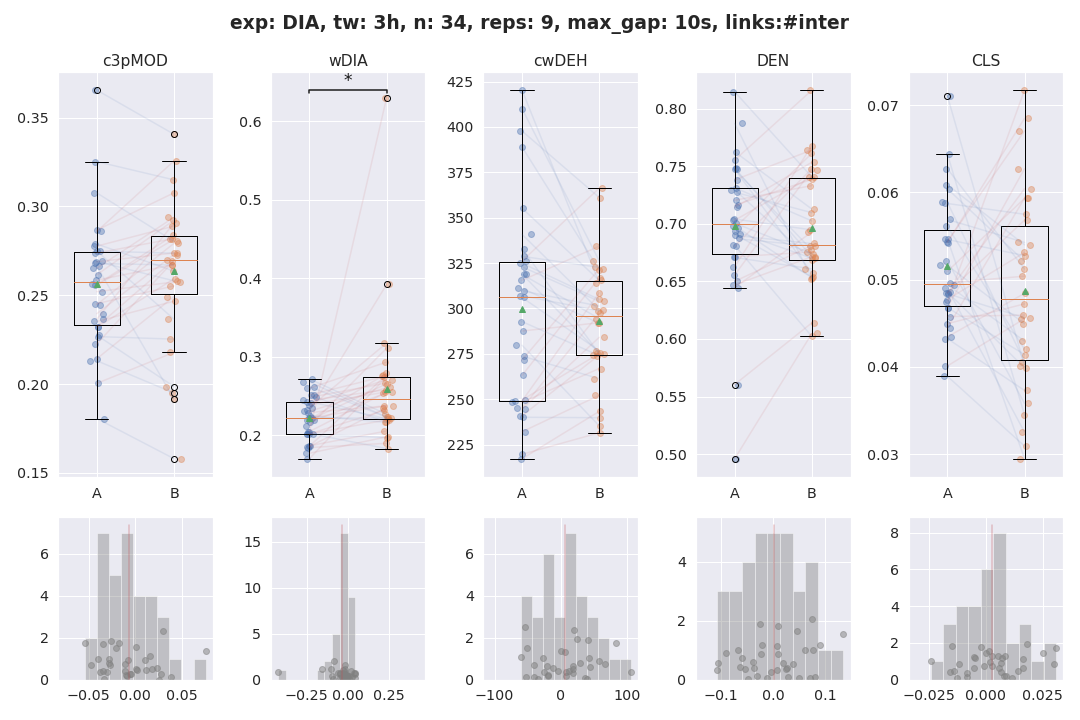 exp: DIA, tw: 3h, n: 34, reps: 9, max_gap: 10s, links:#inter
c3pMOD wDIA cwDEH DEN CLS
*
0.35 0.30 0.25 0.20 0.15
0.6 0.5 0.4 0.3 0.2
425 400 375 350 325 300 275 250 225
0.80 0.75 0.70 0.65 0.60 0.55 0.50
0.07 0.06 0.05 0.04 0.03
A B A B A B A B A B
6 4 2 0
15 10 5 0
6 4 2 0
4 2 0
8 6 4 2 0
−0.05 0.00 0.05
−0.25 0.00 0.25
−100 0 100
−0.1 0.0 0.1
−0.025 0.000 0.025